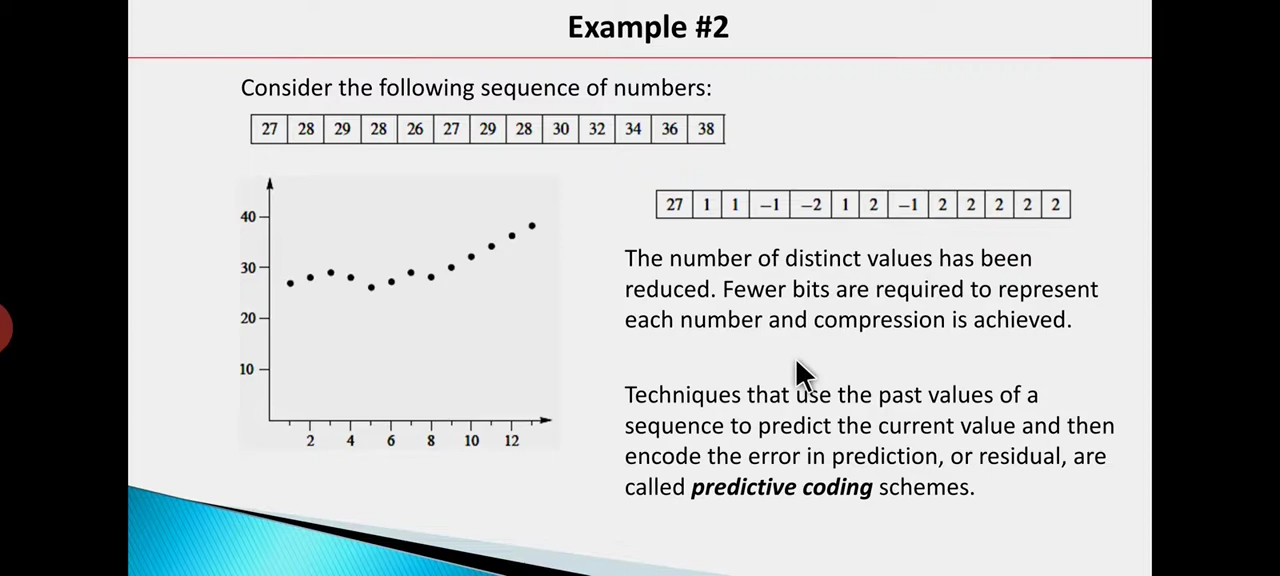 Example #2
Consider the following sequence of numbers:
27 28 29 28 26 27 29 28 30 32 34 36 38
27 1 1 −1 −2 1 2 −1 2 2 2 2 2
40
30
20
10
2 4 6 8 10 12
The number of distinct values has been
reduced. Fewer bits are required to represent
each number and compression is achieved.
Techniques that use the past values of a
sequence to predict the current value and then
encode the error in prediction, or residual, are
called predictive coding schemes.